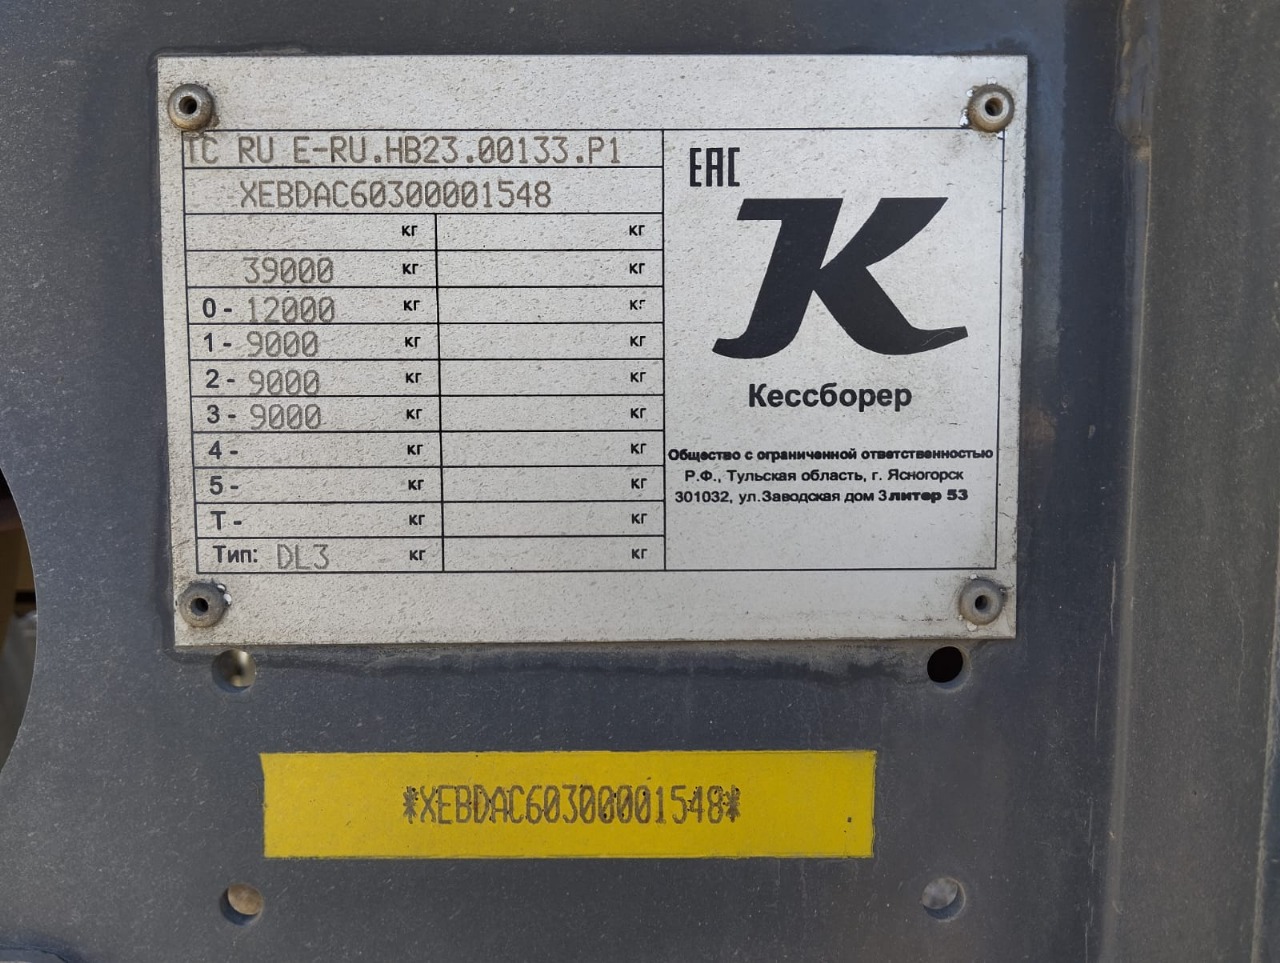 TC RU E-RU.HB23.00133.P1
XEBDAC60300001548
кг кг
39000 кг кг
0 - 12000 кг кг
1 - 9000 кг кг
2 - 9000 кг кг
3 - 9000 кг кг
4 - кг кг
5 - кг кг
Т - кг кг
Тип: DL3 кг кг
EAC
K
Кессборер
Общество с ограниченной ответственностью
Р.Ф., Тульская область, г. Ясногорск
301032, ул.Заводская дом 3литер 53
*XEBDAC60300001548*